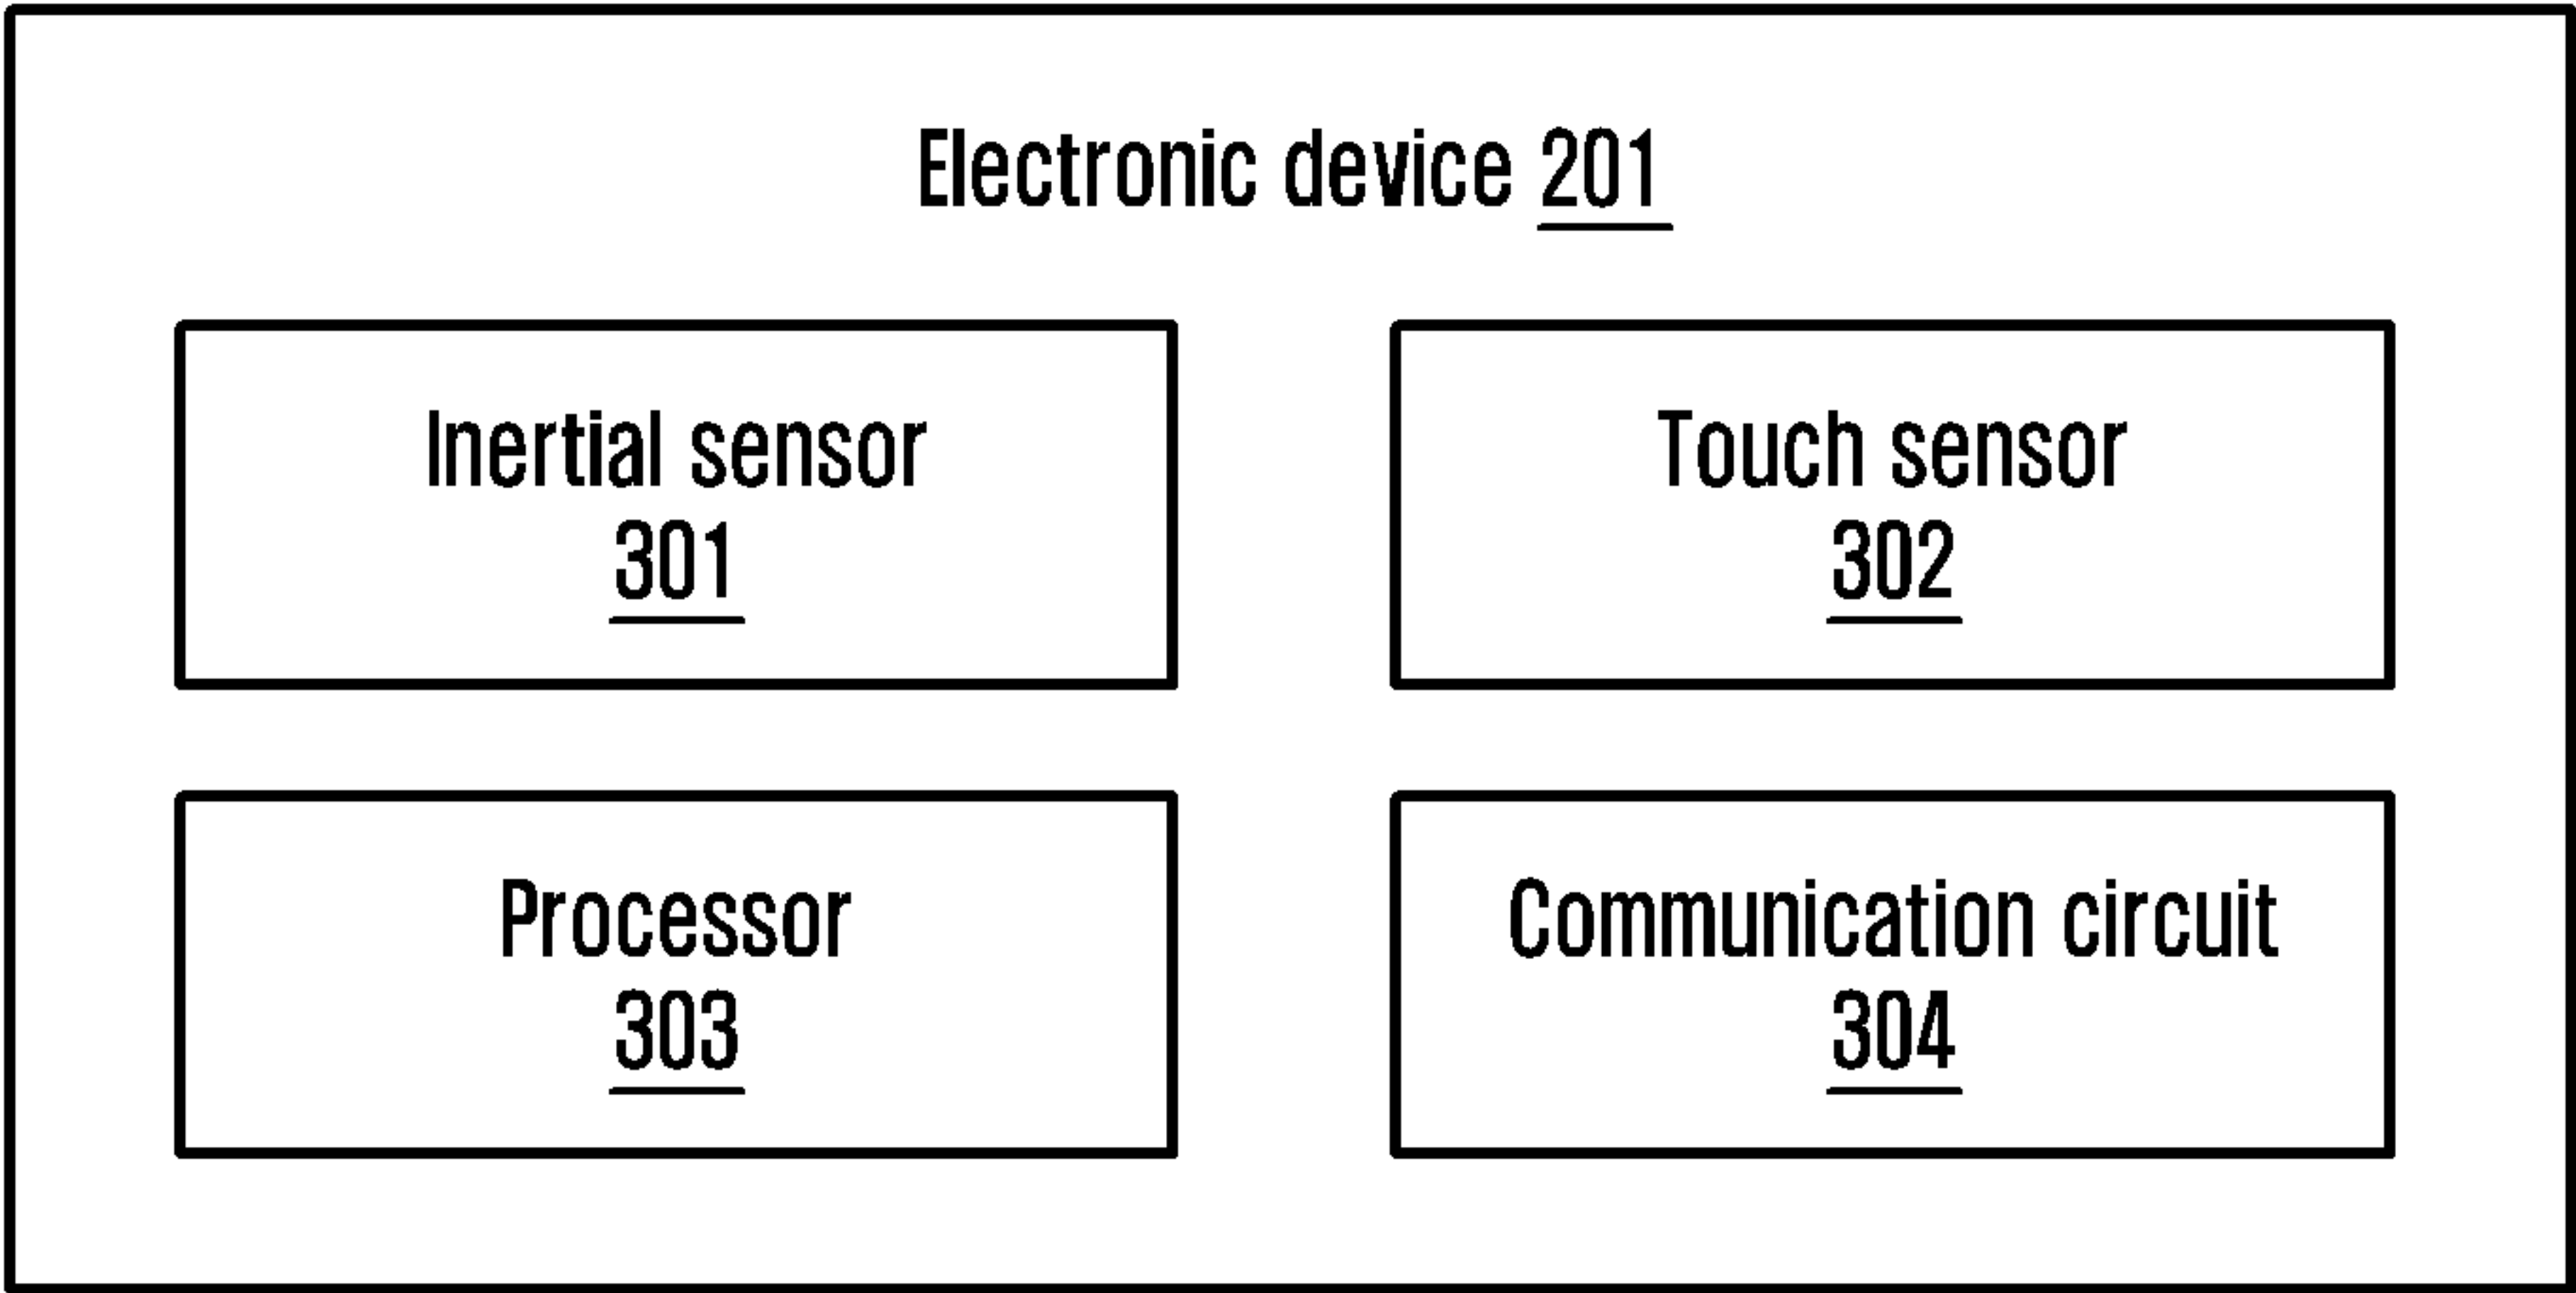 Electronic device 201
Inertial sensor
301
Touch sensor
302
Processor
303
Communication circuit
304